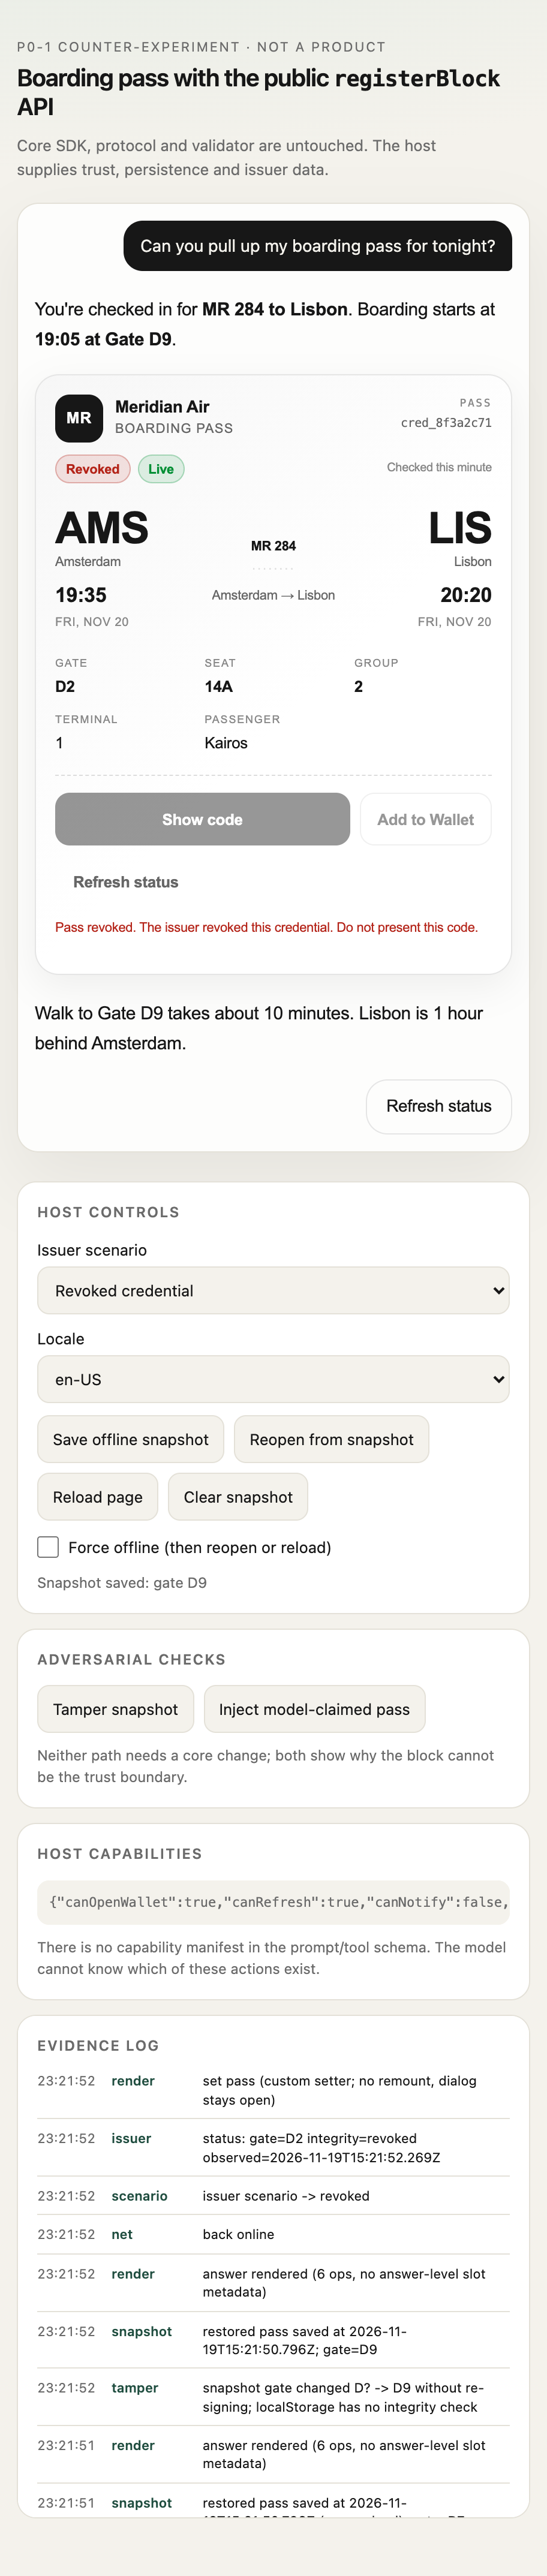 P0-1 COUNTER-EXPERIMENT · NOT A PRODUCT
Boarding pass with the public registerBlock
API
Core SDK, protocol and validator are untouched. The host
supplies trust, persistence and issuer data.
Can you pull up my boarding pass for tonight?
You're checked in for MR 284 to Lisbon. Boarding starts at
19:05 at Gate D9.
MR
Meridian Air
BOARDING PASS
PASS
cred_8f3a2c71
Revoked
Live
Checked this minute
AMS
LIS
MR 284
Amsterdam
Lisbon
19:35
Amsterdam → Lisbon
20:20
FRI, NOV 20
FRI, NOV 20
GATE
SEAT
GROUP
D2
14A
2
TERMINAL
PASSENGER
1
Kairos
Show code
Add to Wallet
Refresh status
Pass revoked. The issuer revoked this credential. Do not present this code.
Walk to Gate D9 takes about 10 minutes. Lisbon is 1 hour
behind Amsterdam.
Refresh status
HOST CONTROLS
Issuer scenario
Revoked credential
Locale
en-US
Save offline snapshot
Reopen from snapshot
Reload page
Clear snapshot
Force offline (then reopen or reload)
Snapshot saved: gate D9
ADVERSARIAL CHECKS
Tamper snapshot
Inject model-claimed pass
Neither path needs a core change; both show why the block cannot
be the trust boundary.
HOST CAPABILITIES
{"canOpenWallet":true,"canRefresh":true,"canNotify":false,
There is no capability manifest in the prompt/tool schema. The model
cannot know which of these actions exist.
EVIDENCE LOG
23:21:52 render set pass (custom setter; no remount, dialog
stays open)
23:21:52 issuer status: gate=D2 integrity=revoked
observed=2026-11-19T15:21:52.269Z
23:21:52 scenario issuer scenario -> revoked
23:21:52 net back online
23:21:52 render answer rendered (6 ops, no answer-level slot
metadata)
23:21:52 snapshot restored pass saved at 2026-11-
19T15:21:50.796Z; gate=D9
23:21:52 tamper snapshot gate changed D? -> D9 without re-
signing; localStorage has no integrity check
23:21:51 render answer rendered (6 ops, no answer-level slot
metadata)
23:21:51 snapshot restored pass saved at 2026-11-